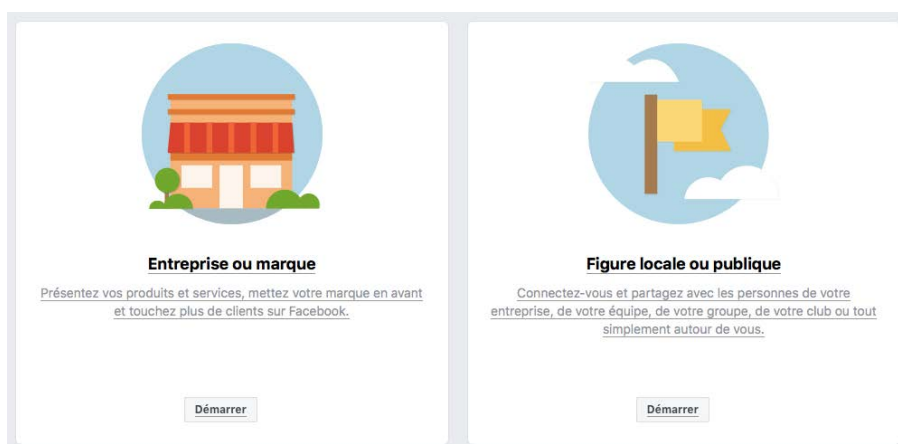 Entreprise ou marque
Présentez vos produits et services, mettez votre marque en avant
et touchez plus de clients sur Facebook.
Démarrer
Figure locale ou publique
Connectez-vous et partagez avec les personnes de votre
entreprise, de votre équipe, de votre groupe, de votre club ou tout
simplement autour de vous.
Démarrer